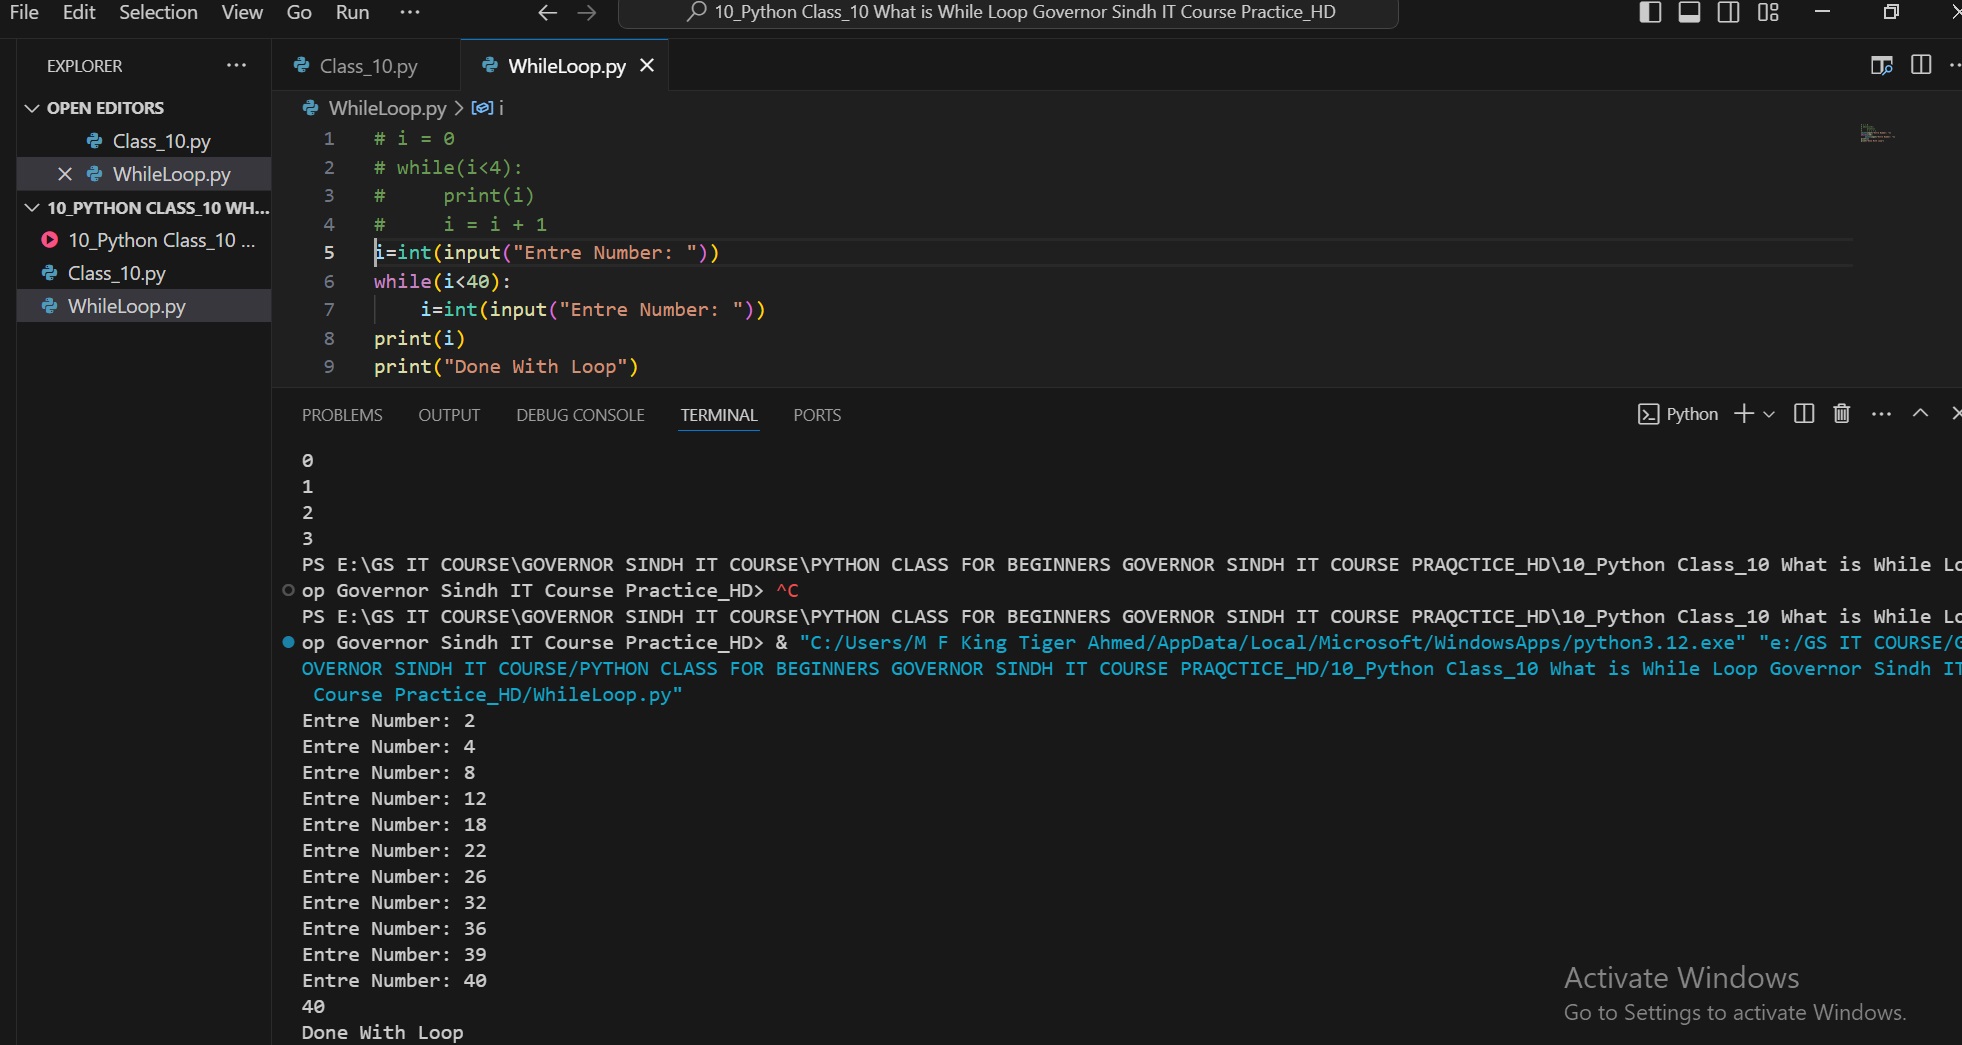 File Edit Selection View Go Run ···
10_Python Class_10 What is While Loop Governor Sindh IT Course Practice_HD
EXPLORER ···
Class_10.py
WhileLoop.py
OPEN EDITORS
Class_10.py
WhileLoop.py
10_PYTHON CLASS_10 WH...
10_Python Class_10 ...
Class_10.py
WhileLoop.py
WhileLoop.py > i
1 # i = 0
2 # while(i<4):
3 #     print(i)
4 #     i = i + 1
5 i=int(input("Entre Number: "))
6 while(i<40):
7     i=int(input("Entre Number: "))
8 print(i)
9 print("Done With Loop")
PROBLEMS OUTPUT DEBUG CONSOLE TERMINAL PORTS
Python
0
1
2
3
PS E:\GS IT COURSE\GOVERNOR SINDH IT COURSE\PYTHON CLASS FOR BEGINNERS GOVERNOR SINDH IT COURSE PRAQCTICE_HD\10_Python Class_10 What is While Lo
op Governor Sindh IT Course Practice_HD> ^C
PS E:\GS IT COURSE\GOVERNOR SINDH IT COURSE\PYTHON CLASS FOR BEGINNERS GOVERNOR SINDH IT COURSE PRAQCTICE_HD\10_Python Class_10 What is While Lo
op Governor Sindh IT Course Practice_HD> & "C:/Users/M F King Tiger Ahmed/AppData/Local/Microsoft/WindowsApps/python3.12.exe" "e:/GS IT COURSE/G
OVERNOR SINDH IT COURSE/PYTHON CLASS FOR BEGINNERS GOVERNOR SINDH IT COURSE PRAQCTICE_HD/10_Python Class_10 What is While Loop Governor Sindh IT
 Course Practice_HD/WhileLoop.py"
Entre Number: 2
Entre Number: 4
Entre Number: 8
Entre Number: 12
Entre Number: 18
Entre Number: 22
Entre Number: 26
Entre Number: 32
Entre Number: 36
Entre Number: 39
Entre Number: 40
40
Done With Loop
Activate Windows
Go to Settings to activate Windows.